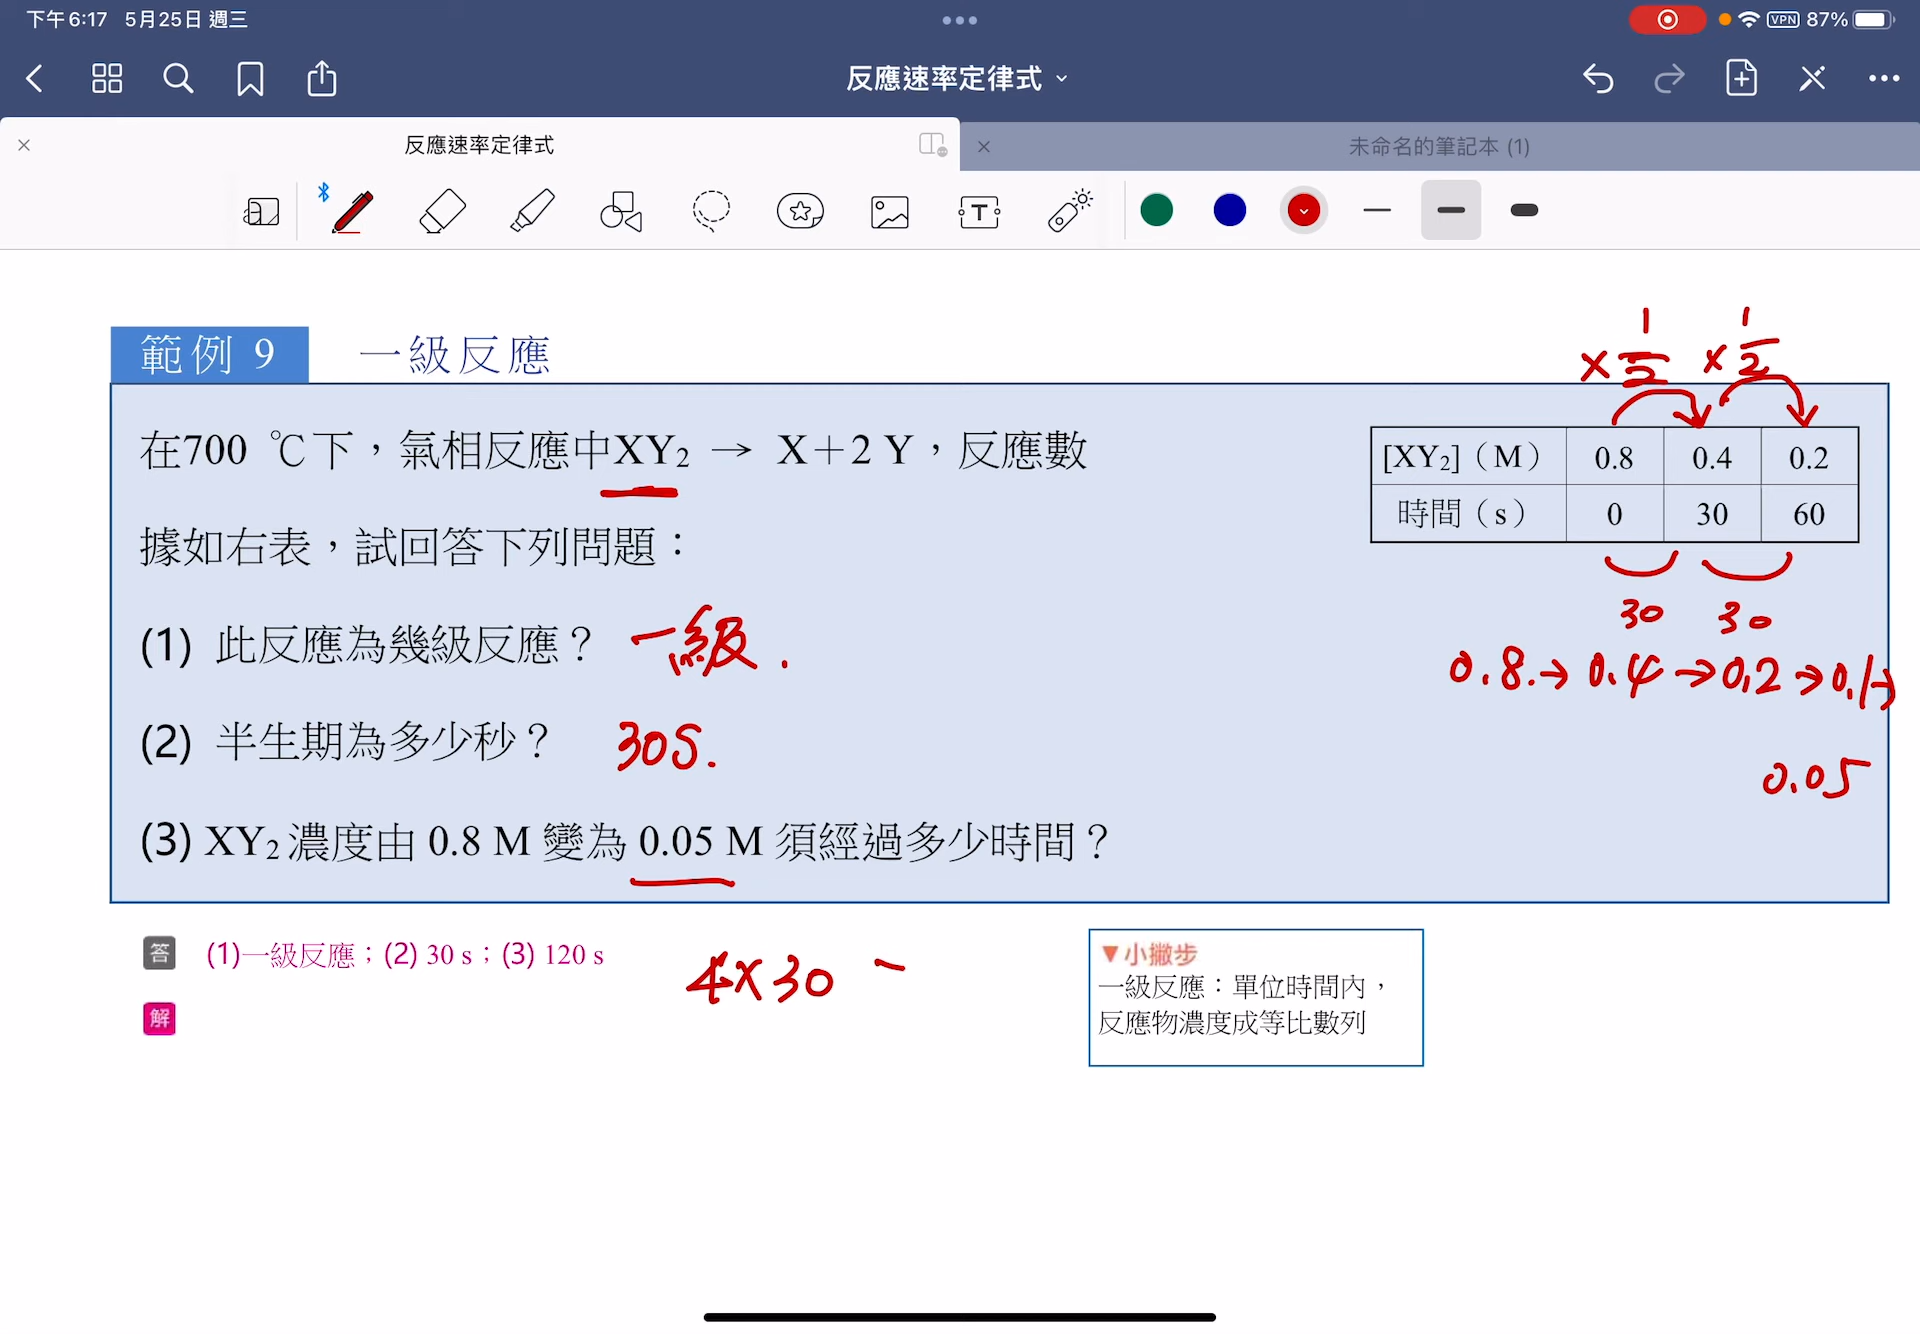 下午6:17 5月25日 週三
VPN 87%
反應速率定律式
反應速率定律式
未命名的筆記本 (1)
範例 9 一級反應
×1/2 ×1/2
在700 ℃下，氣相反應中XY₂ → X＋2 Y，反應數
據如右表，試回答下列問題：
[XY₂]（M） 0.8 0.4 0.2
時間（s） 0 30 60
30 30
0.8.→0.4→0.2→0.1→
0.05
(1) 此反應為幾級反應？ 一級.
(2) 半生期為多少秒？ 30S.
(3) XY₂濃度由 0.8 M 變為 0.05 M 須經過多少時間？
答 (1)一級反應；(2) 30 s；(3) 120 s
4×30
解
▼小撇步
一級反應：單位時間內，
反應物濃度成等比數列